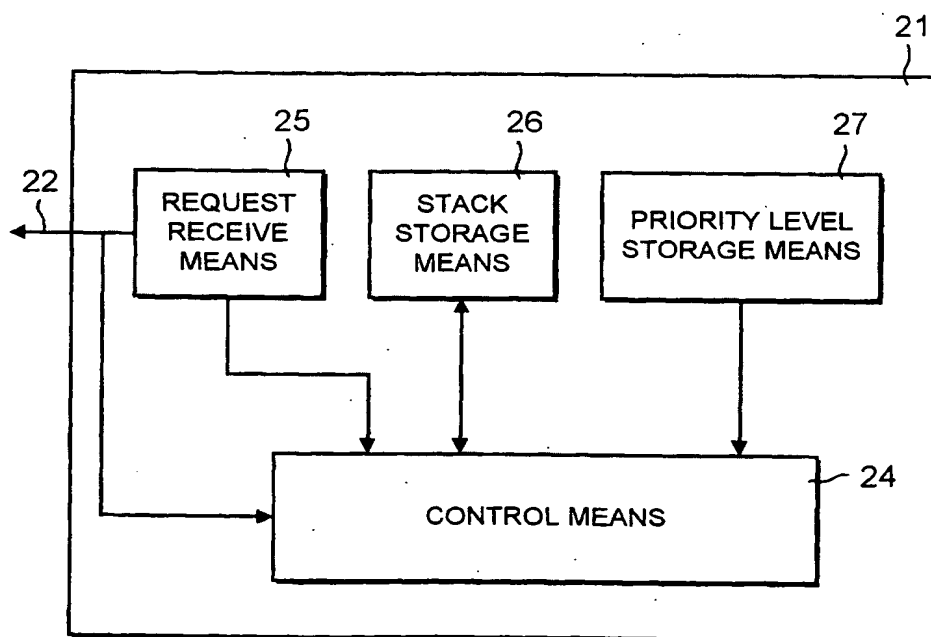 21
25
26
27
22
REQUEST
RECEIVE
MEANS
STACK
STORAGE
MEANS
PRIORITY LEVEL
STORAGE MEANS
24
CONTROL MEANS